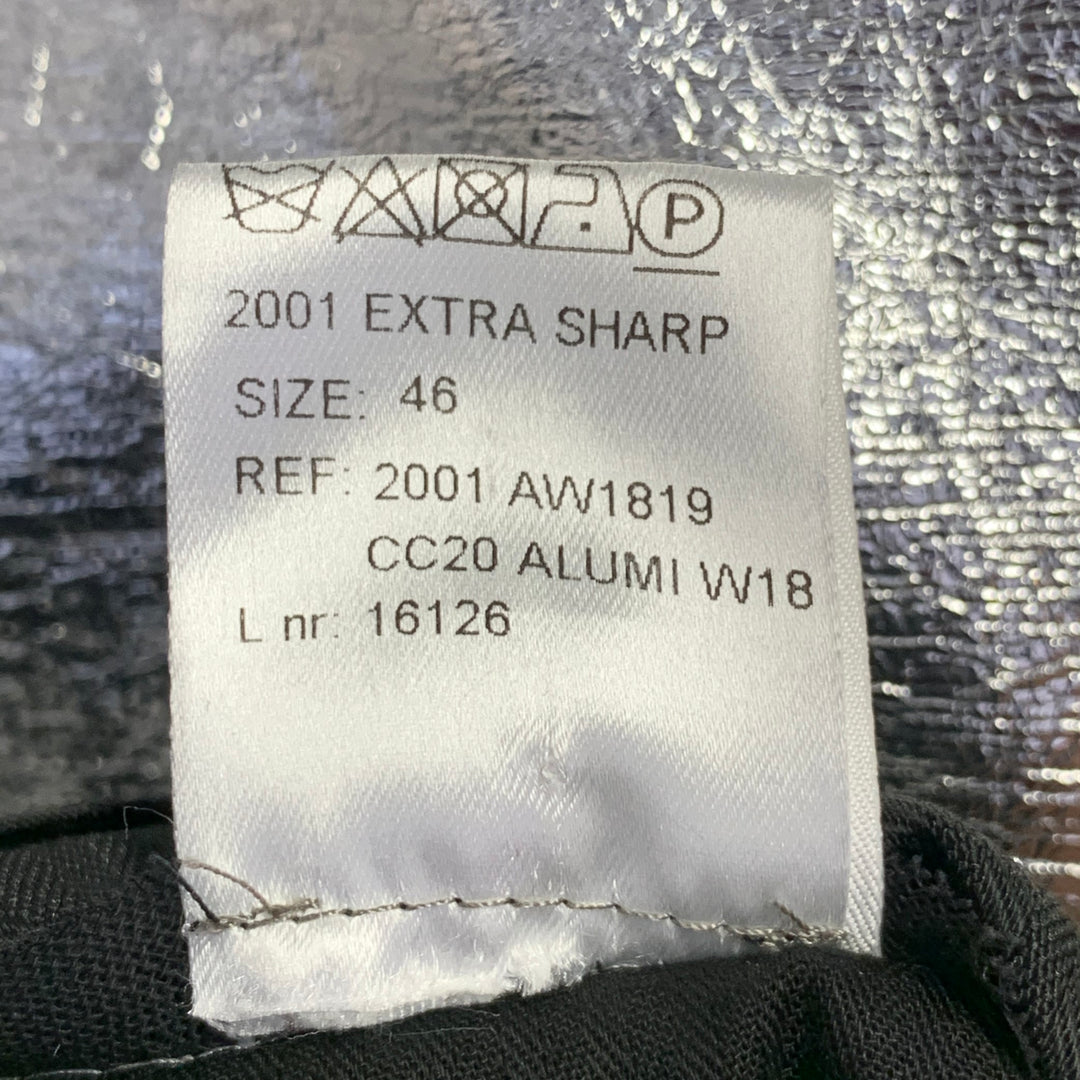 P
2001 EXTRA SHARP
SIZE: 46
REF: 2001 AW1819
CC20 ALUMI W18
L nr: 16126